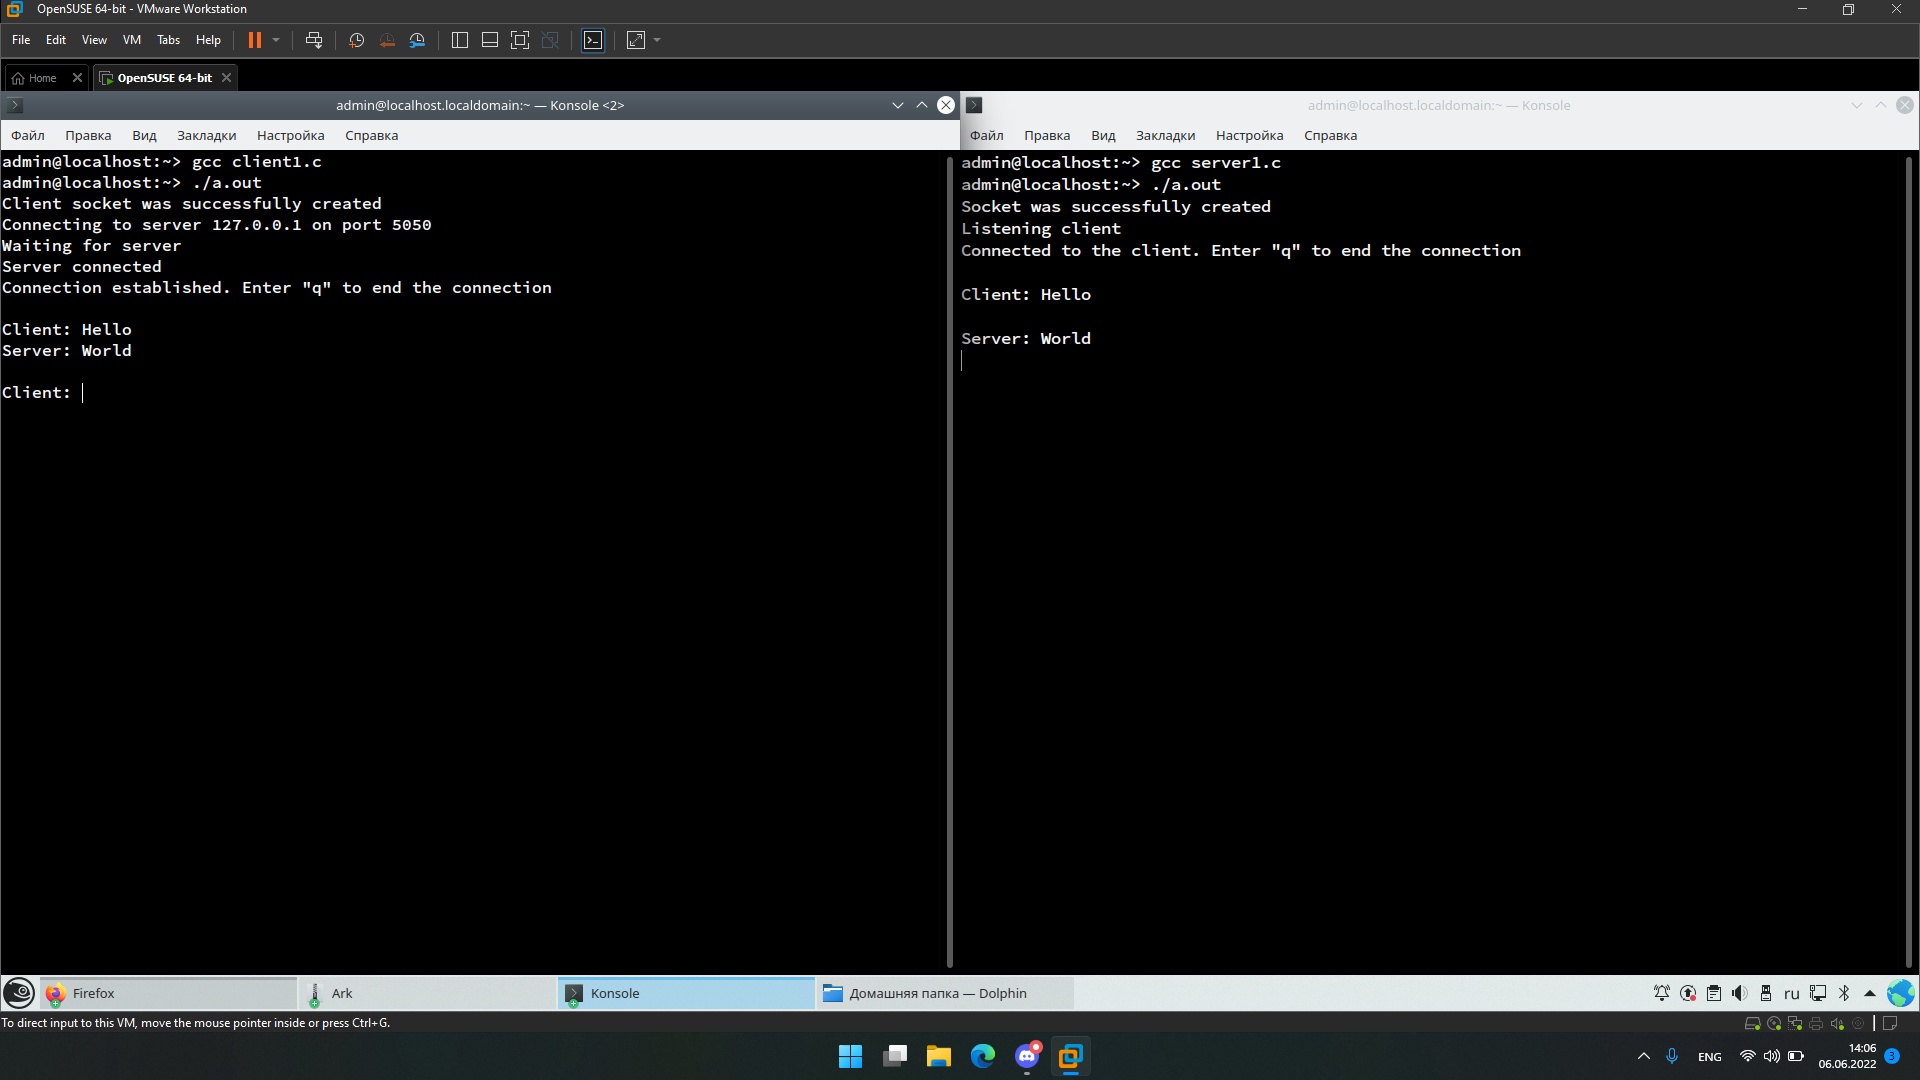 OpenSUSE 64-bit - VMware Workstation
File Edit View VM Tabs Help
Home OpenSUSE 64-bit
admin@localhost.localdomain:~ — Konsole <2>
Файл Правка Вид Закладки Настройка Справка
admin@localhost:~> gcc client1.c
admin@localhost:~> ./a.out
Client socket was successfully created
Connecting to server 127.0.0.1 on port 5050
Waiting for server
Server connected
Connection established. Enter "q" to end the connection
Client: Hello
Server: World
Client:
admin@localhost.localdomain:~ — Konsole
Файл Правка Вид Закладки Настройка Справка
admin@localhost:~> gcc server1.c
admin@localhost:~> ./a.out
Socket was successfully created
Listening client
Connected to the client. Enter "q" to end the connection
Client: Hello
Server: World
Firefox Ark Konsole Домашняя папка — Dolphin ru
To direct input to this VM, move the mouse pointer inside or press Ctrl+G.
ENG 14:06 3
06.06.2022